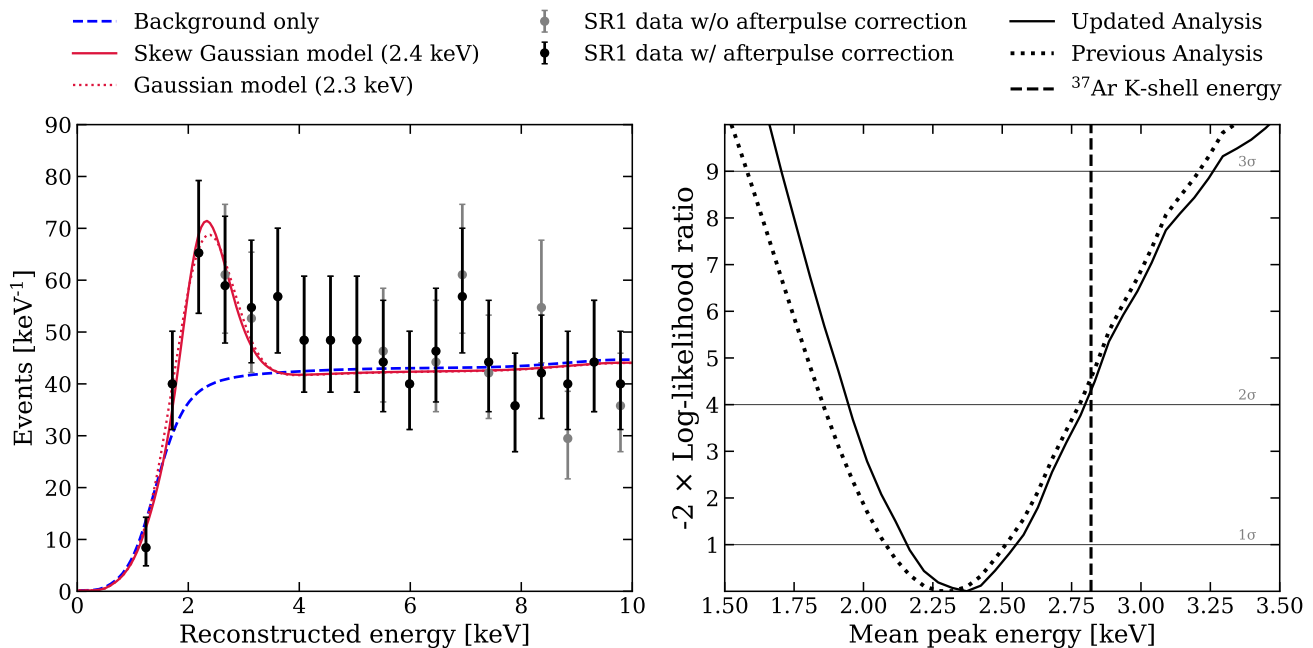 Background only
Skew Gaussian model (2.4 keV)
Gaussian model (2.3 keV)
SR1 data w/o afterpulse correction
SR1 data w/ afterpulse correction
Updated Analysis
Previous Analysis
³⁷Ar K-shell energy
Events [keV⁻¹]
90
80
70
60
50
40
30
20
10
0
0 2 4 6 8 10
Reconstructed energy [keV]
-2 × Log-likelihood ratio
9
8
7
6
5
4
3
2
1
3σ
2σ
1σ
1.50 1.75 2.00 2.25 2.50 2.75 3.00 3.25 3.50
Mean peak energy [keV]